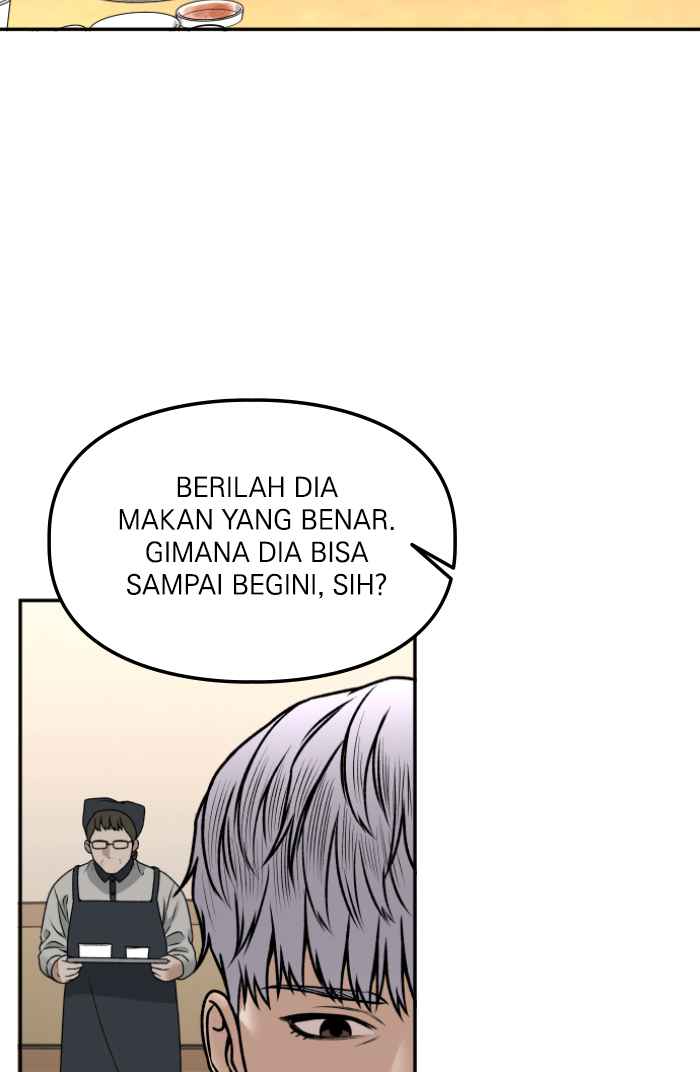 BERILAH DIA
MAKAN YANG BENAR.
GIMANA DIA BISA
SAMPAI BEGINI, SIH?